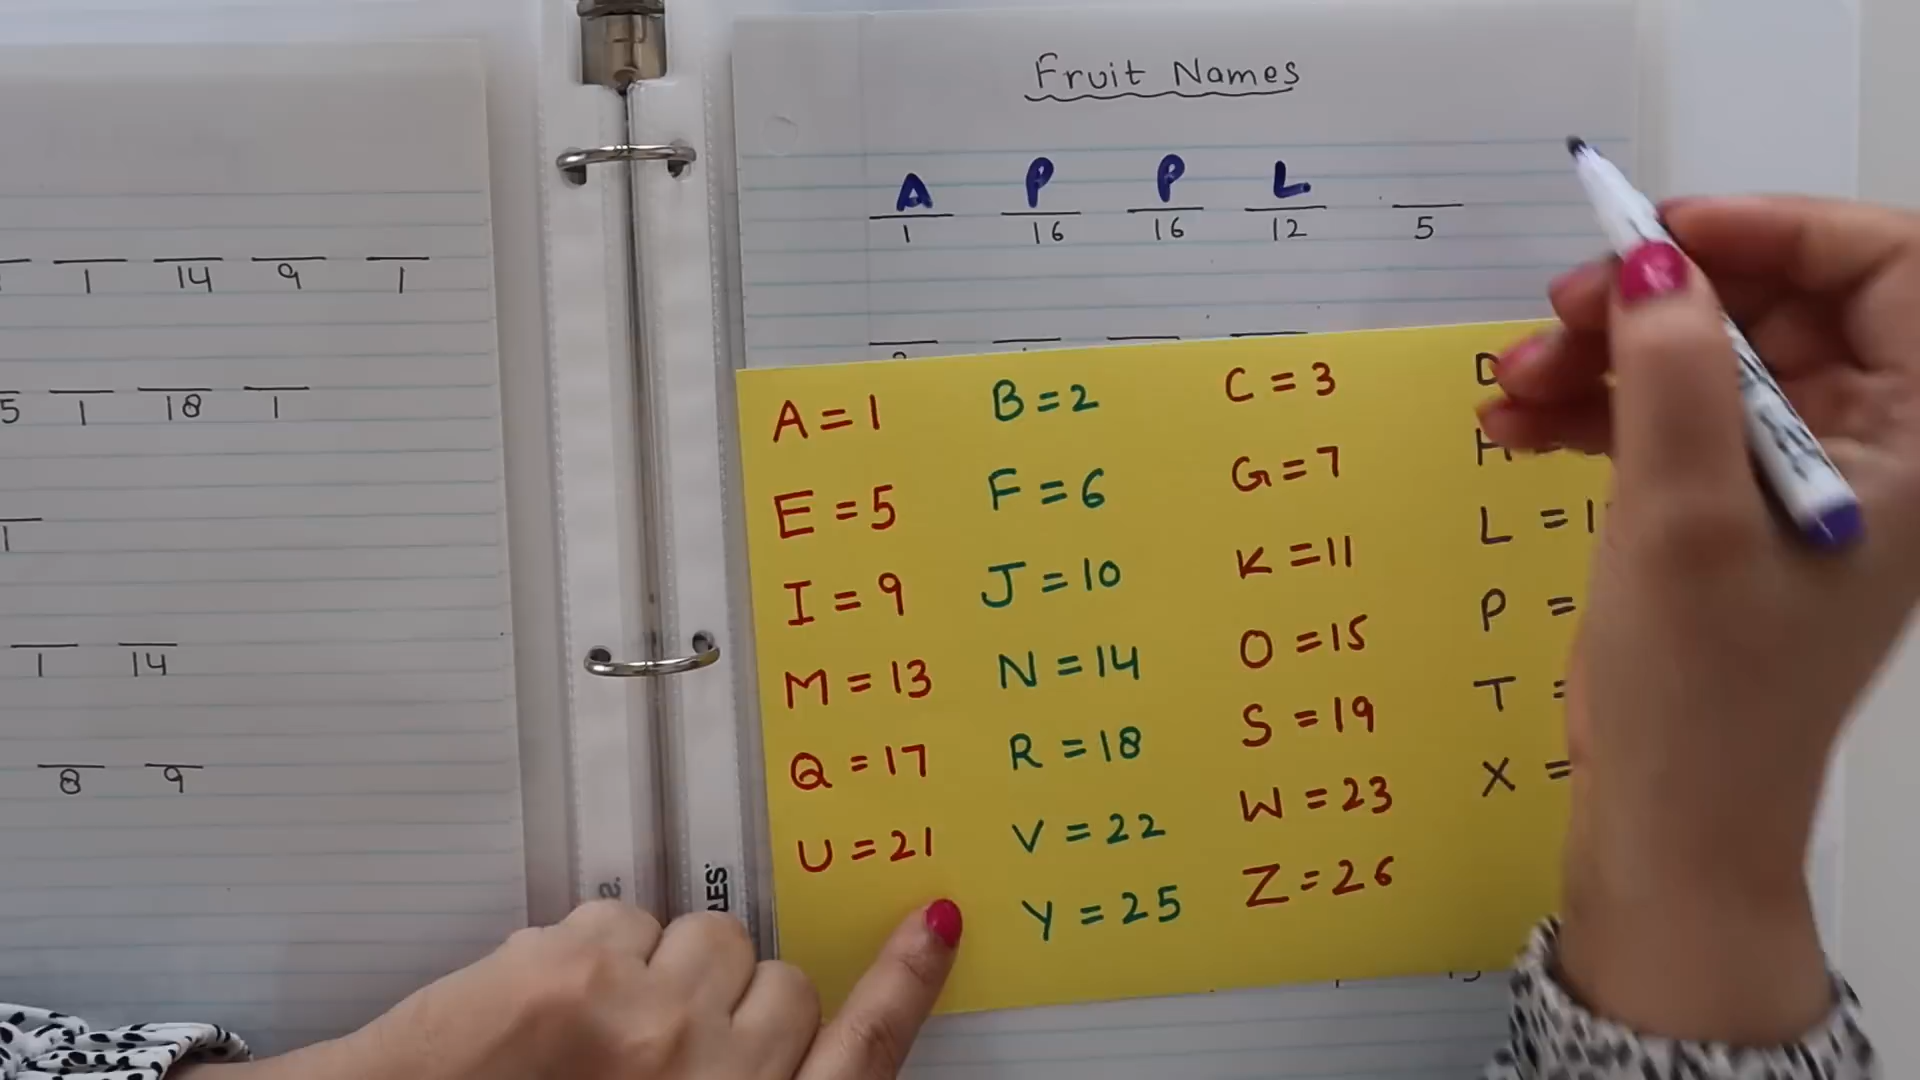 Fruit Names
A P P L
1 16 16 12 5
1 14 9 1
5 1 18 1
1
1 14
8 9
A = 1 B = 2 C = 3 D
E = 5 F = 6 G = 7 H =
I = 9 J = 10 K = 11 L = 1
M = 13 N = 14 O = 15 P =
Q = 17 R = 18 S = 19 T =
U = 21 V = 22 W = 23 X =
Y = 25 Z = 26